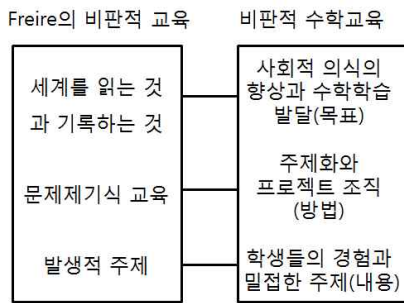 Freire의 비판적 교육
비판적 수학교육
세계를 읽는 것
과 기록하는 것
사회적 의식의
향상과 수학학습
발달(목표)
문제제기식 교육
주제화와
프로젝트 조직
(방법)
발생적 주제
학생들의 경험과
밀접한 주제(내용)